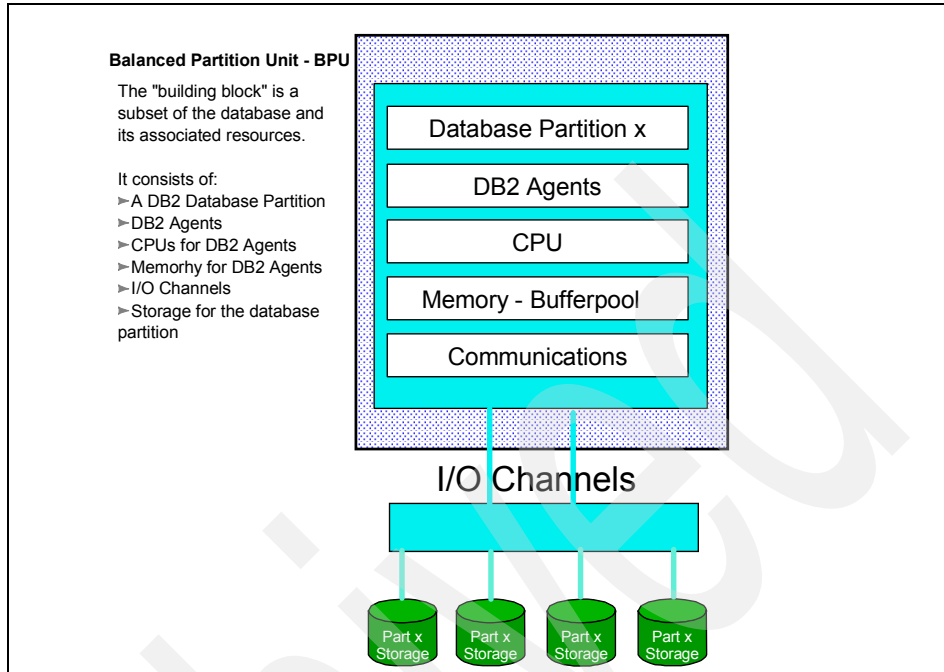 Balanced Partition Unit - BPU
The "building block" is a
subset of the database and
its associated resources.
It consists of:
➢A DB2 Database Partition
➢DB2 Agents
➢CPUs for DB2 Agents
➢Memorhy for DB2 Agents
➢I/O Channels
➢Storage for the database
partition
Database Partition x
DB2 Agents
CPU
Memory - Bufferpool
Communications
I/O Channels
Part x
Storage
Part x
Storage
Part x
Storage
Part x
Storage